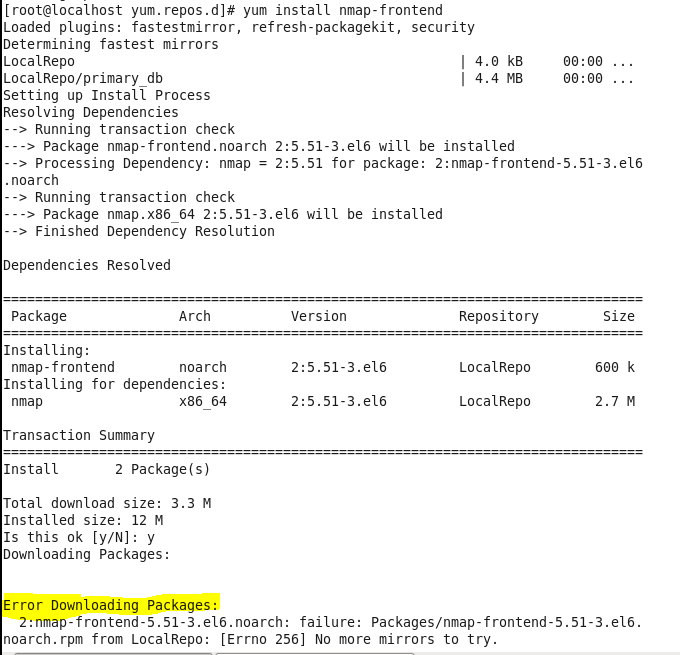 [root@localhost yum.repos.d]# yum install nmap-frontend
Loaded plugins: fastestmirror, refresh-packagekit, security
Determining fastest mirrors
LocalRepo                                                | 4.0 kB     00:00 ...
LocalRepo/primary_db                                     | 4.4 MB     00:00 ...
Setting up Install Process
Resolving Dependencies
--> Running transaction check
---> Package nmap-frontend.noarch 2:5.51-3.el6 will be installed
--> Processing Dependency: nmap = 2:5.51 for package: 2:nmap-frontend-5.51-3.el6
.noarch
--> Running transaction check
---> Package nmap.x86_64 2:5.51-3.el6 will be installed
--> Finished Dependency Resolution

Dependencies Resolved

================================================================================
 Package              Arch          Version              Repository        Size
================================================================================
Installing:
 nmap-frontend        noarch        2:5.51-3.el6         LocalRepo        600 k
Installing for dependencies:
 nmap                 x86_64        2:5.51-3.el6         LocalRepo        2.7 M

Transaction Summary
================================================================================
Install       2 Package(s)

Total download size: 3.3 M
Installed size: 12 M
Is this ok [y/N]: y
Downloading Packages:


Error Downloading Packages:
  2:nmap-frontend-5.51-3.el6.noarch: failure: Packages/nmap-frontend-5.51-3.el6.
noarch.rpm from LocalRepo: [Errno 256] No more mirrors to try.